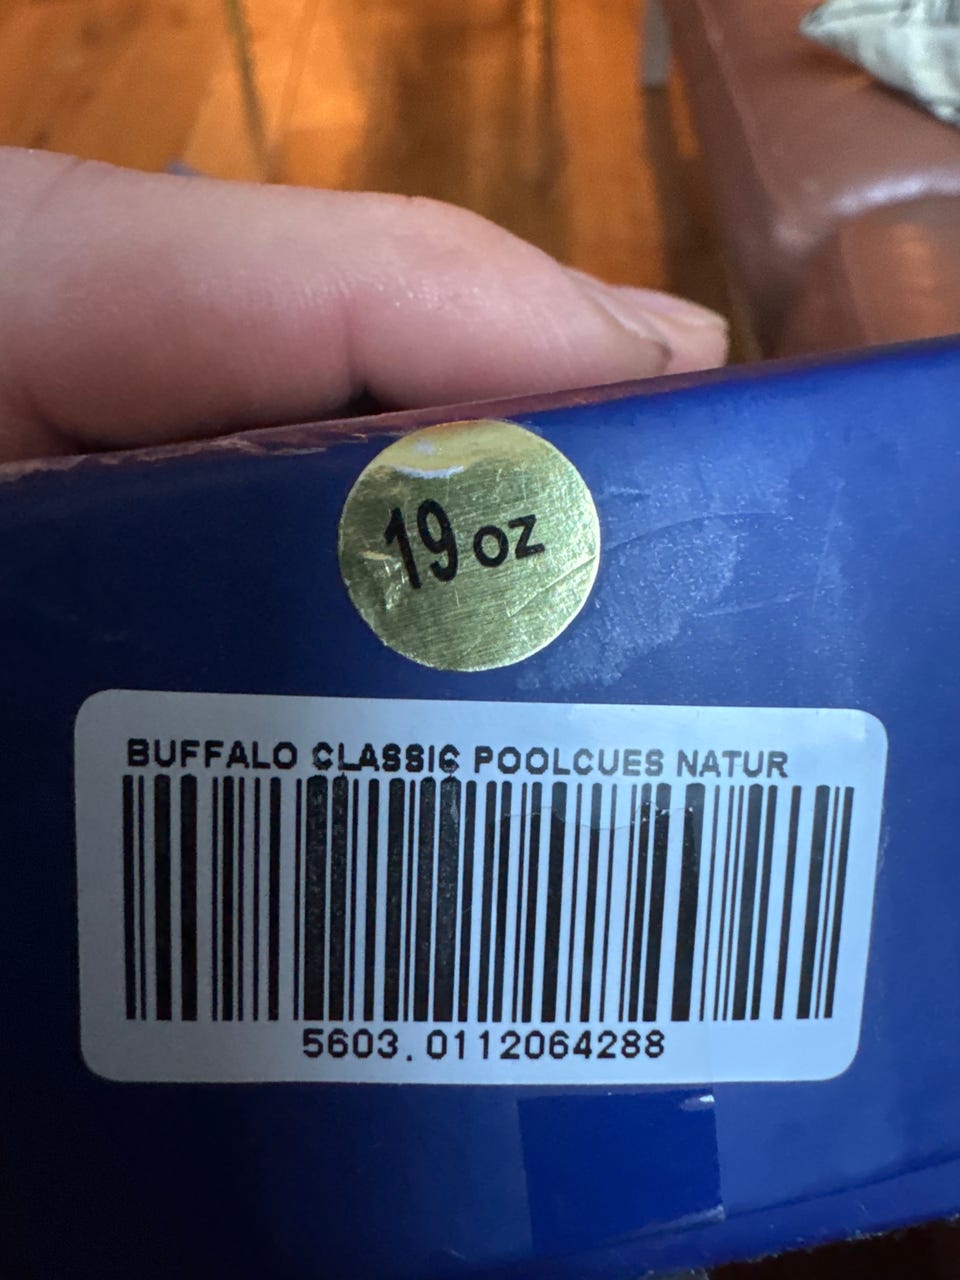 19 oz
BUFFALO CLASSIC POOLCUES NATUR
5603.0112064288